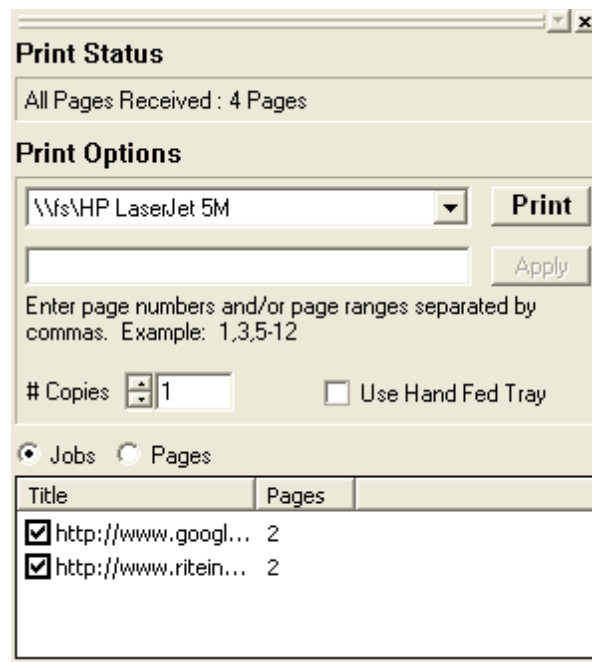 Print Status
All Pages Received : 4 Pages
Print Options
\\fs\HP LaserJet 5M
Print
Apply
Enter page numbers and/or page ranges separated by
commas.  Example:  1,3,5-12
# Copies 1 Use Hand Fed Tray
Jobs Pages
Title Pages
http://www.googl... 2
http://www.ritein... 2